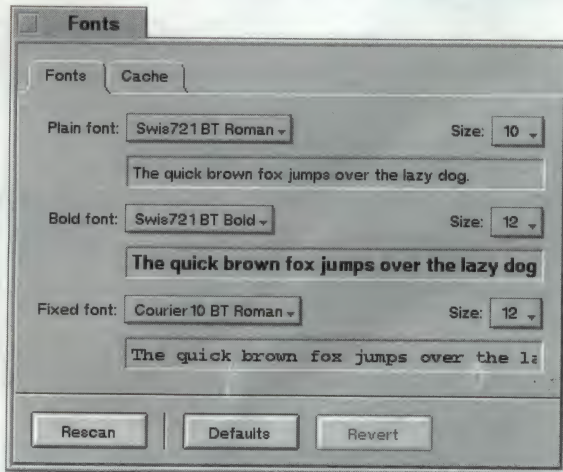 Fonts
Fonts Cache
Plain font: Swis721 BT Roman Size: 10
The quick brown fox jumps over the lazy dog.
Bold font: Swis721 BT Bold Size: 12
The quick brown fox jumps over the lazy dog
Fixed font: Courier10 BT Roman Size: 12
The quick brown fox jumps over the la
Rescan Defaults Revert